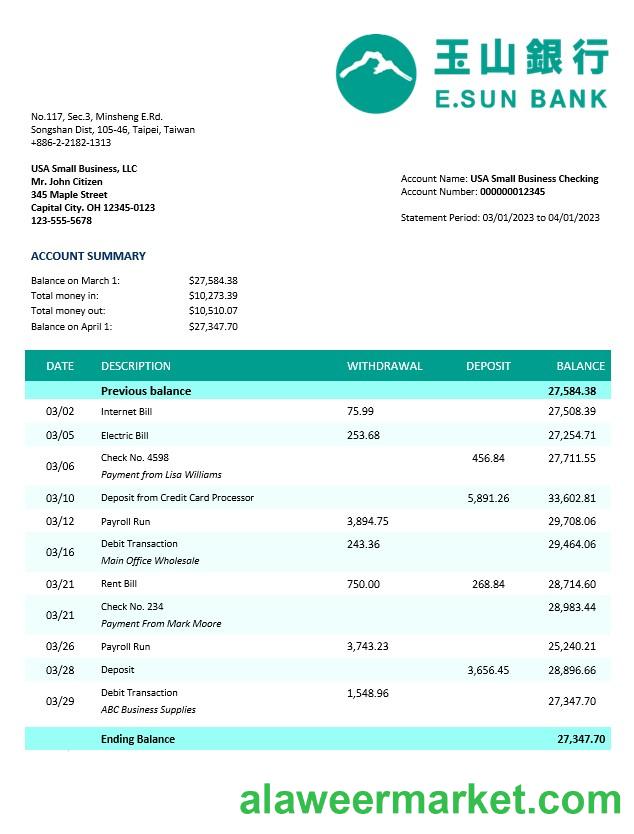 玉山銀行
E.SUN BANK
No.117, Sec.3, Minsheng E.Rd.
Songshan Dist, 105-46, Taipei, Taiwan
+886-2-2182-1313
USA Small Business, LLC
Mr. John Citizen
345 Maple Street
Capital City. OH 12345-0123
123-555-5678
Account Name: USA Small Business Checking
Account Number: 000000012345
Statement Period: 03/01/2023 to 04/01/2023
ACCOUNT SUMMARY
Balance on March 1: $27,584.38
Total money in: $10,273.39
Total money out: $10,510.07
Balance on April 1: $27,347.70
DATE DESCRIPTION WITHDRAWAL DEPOSIT BALANCE
Previous balance 27,584.38
03/02 Internet Bill 75.99 27,508.39
03/05 Electric Bill 253.68 27,254.71
03/06 Check No. 4598 456.84 27,711.55
Payment from Lisa Williams
03/10 Deposit from Credit Card Processor 5,891.26 33,602.81
03/12 Payroll Run 3,894.75 29,708.06
03/16 Debit Transaction 243.36 29,464.06
Main Office Wholesale
03/21 Rent Bill 750.00 268.84 28,714.60
03/21 Check No. 234 28,983.44
Payment From Mark Moore
03/26 Payroll Run 3,743.23 25,240.21
03/28 Deposit 3,656.45 28,896.66
03/29 Debit Transaction 1,548.96 27,347.70
ABC Business Supplies
Ending Balance 27,347.70
alaweermarket.com